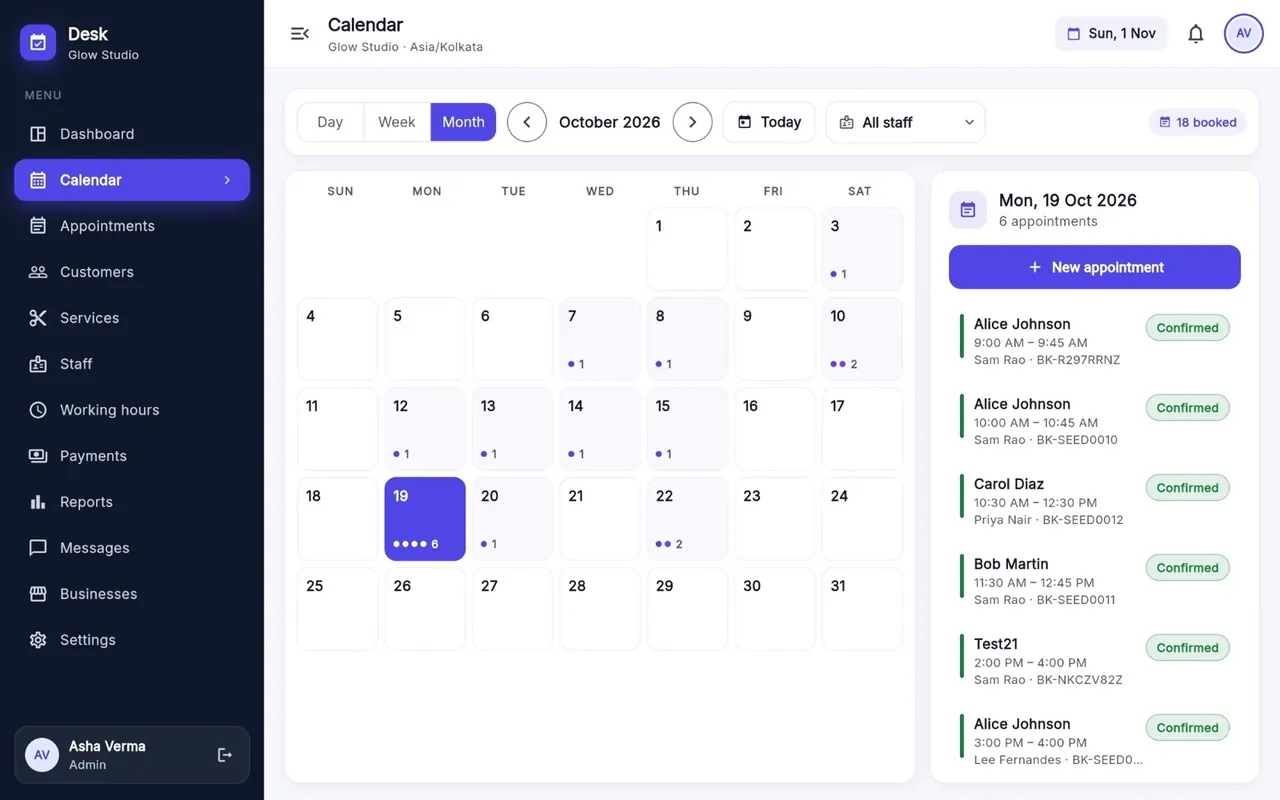 Desk
Glow Studio
MENU
Dashboard
Calendar
Appointments
Customers
Services
Staff
Working hours
Payments
Reports
Messages
Businesses
Settings
AV
Asha Verma
Admin
Calendar
Glow Studio · Asia/Kolkata
Sun, 1 Nov
AV
Day Week Month October 2026 Today All staff 18 booked
SUN MON TUE WED THU FRI SAT
1 2 3
1
4 5 6 7 8 9 10
1 1 2
11 12 13 14 15 16 17
1 1 1 1
18 19 20 21 22 23 24
6 1 2
25 26 27 28 29 30 31
Mon, 19 Oct 2026
6 appointments
+ New appointment
Alice Johnson Confirmed
9:00 AM – 9:45 AM
Sam Rao · BK-R297RRNZ
Alice Johnson Confirmed
10:00 AM – 10:45 AM
Sam Rao · BK-SEED0010
Carol Diaz Confirmed
10:30 AM – 12:30 PM
Priya Nair · BK-SEED0012
Bob Martin Confirmed
11:30 AM – 12:45 PM
Sam Rao · BK-SEED0011
Test21 Confirmed
2:00 PM – 4:00 PM
Sam Rao · BK-NKCZV82Z
Alice Johnson Confirmed
3:00 PM – 4:00 PM
Lee Fernandes · BK-SEED0...